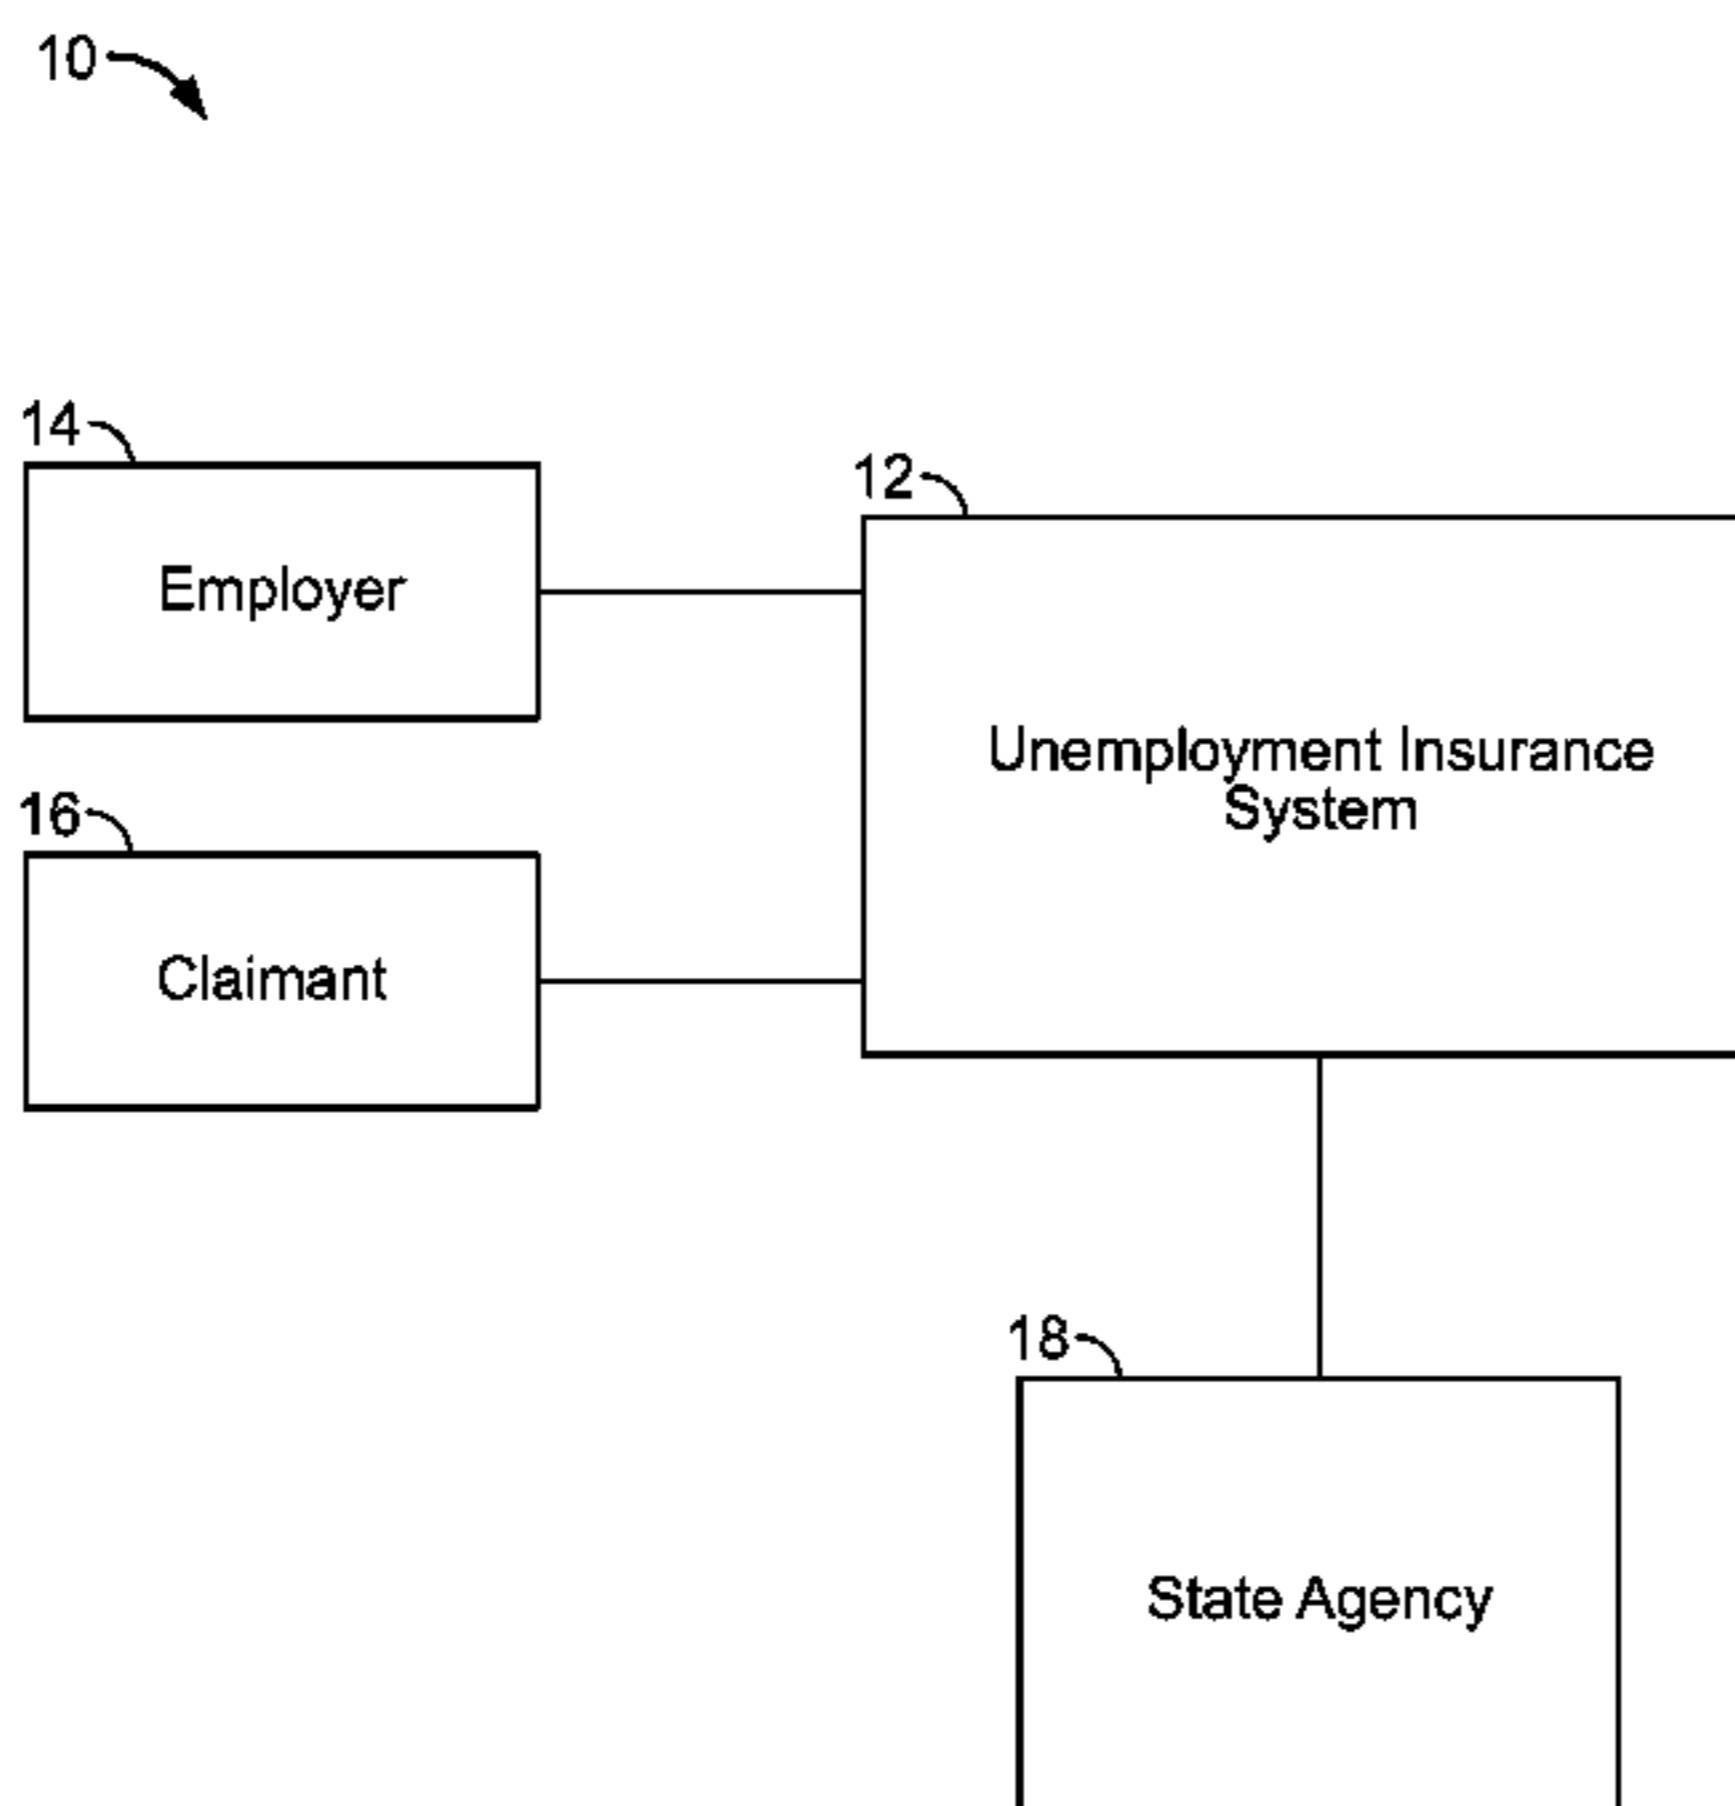 10
14
Employer
12
Unemployment Insurance
System
16
Claimant
18
State Agency